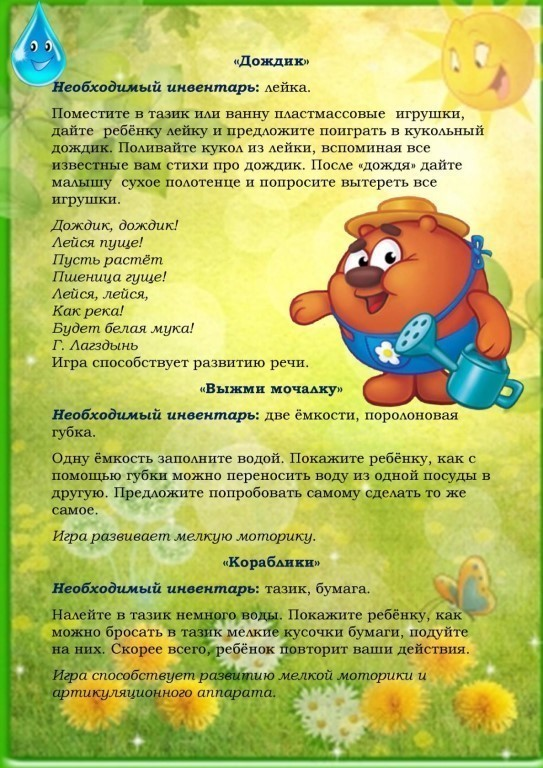 «Дождик»
Необходимый инвентарь: лейка.
Поместите в тазик или ванну пластмассовые игрушки,
дайте ребёнку лейку и предложите поиграть в кукольный
дождик. Поливайте кукол из лейки, вспоминая все
известные вам стихи про дождик. После «дождя» дайте
малышу сухое полотенце и попросите вытереть все
игрушки.
Дождик, дождик!
Лейся пуще!
Пусть растёт
Пшеница гуще!
Лейся, лейся,
Как река!
Будет белая мука!
Г. Лагздынь
Игра способствует развитию речи.
«Выжми мочалку»
Необходимый инвентарь: две ёмкости, поролоновая
губка.
Одну ёмкость заполните водой. Покажите ребёнку, как с
помощью губки можно переносить воду из одной посуды в
другую. Предложите попробовать самому сделать то же
самое.
Игра развивает мелкую моторику.
«Кораблики»
Необходимый инвентарь: тазик, бумага.
Налейте в тазик немного воды. Покажите ребёнку, как
можно бросать в тазик мелкие кусочки бумаги, подуйте
на них. Скорее всего, ребёнок повторит ваши действия.
Игра способствует развитию мелкой моторики и
артикуляционного аппарата.